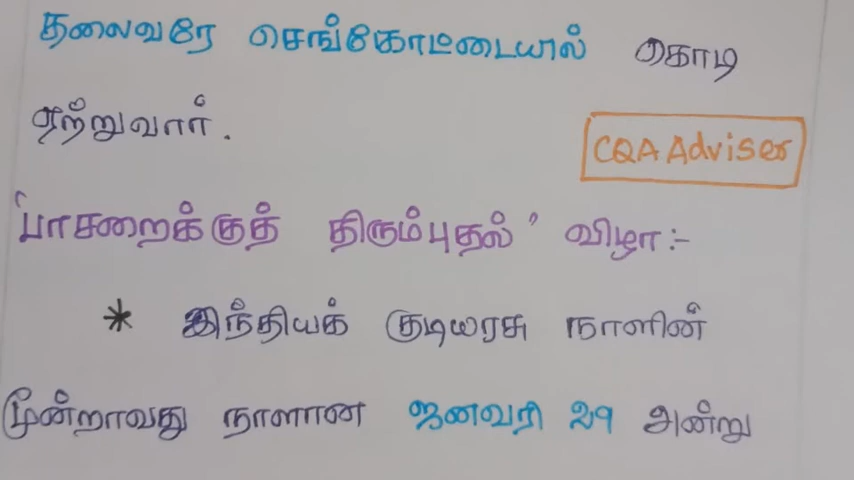 தலைவரே செங்கோட்டையில் கொடி
ஏற்றுவார்.
CQA Adviser
'பாசறைக்குத் திரும்புதல்' விழா:-
* இந்தியக் குடியரசு நாளின்
மூன்றாவது நாளான ஜனவரி 29 அன்று